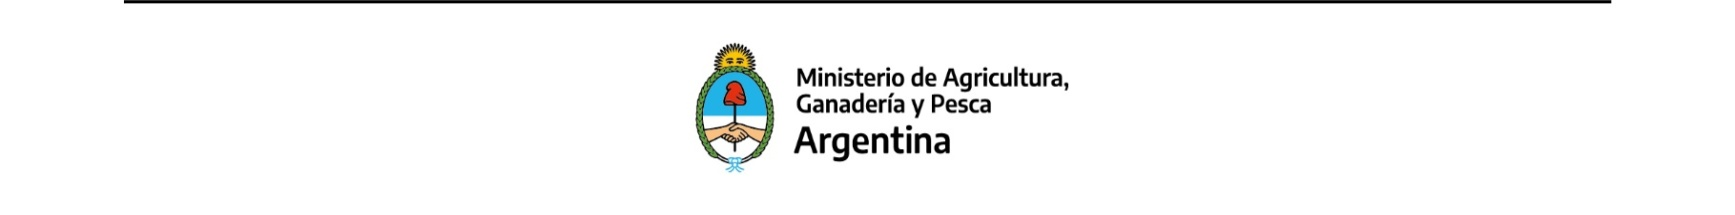 Ministerio de Agricultura,
Ganadería y Pesca
Argentina